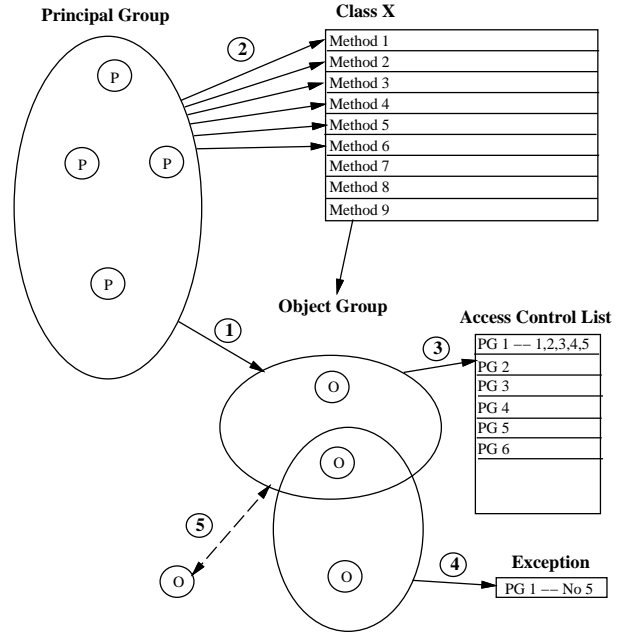 Principal Group
Class X
2
Method 1
Method 2
Method 3
Method 4
Method 5
Method 6
Method 7
Method 8
Method 9
P
P
P
P
Object Group
1
3
Access Control List
PG 1 −− 1,2,3,4,5
PG 2
PG 3
PG 4
PG 5
PG 6
O
O
O
O
5
4
Exception
PG 1 −− No 5